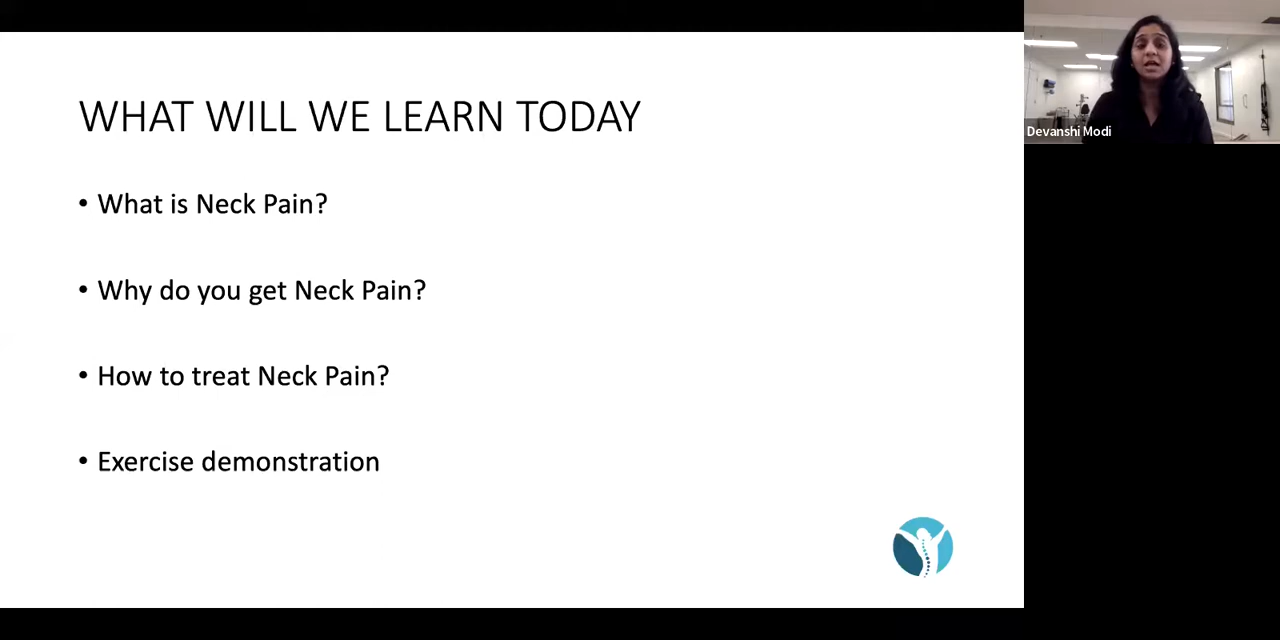 WHAT WILL WE LEARN TODAY
• What is Neck Pain?
• Why do you get Neck Pain?
• How to treat Neck Pain?
• Exercise demonstration
Devanshi Modi